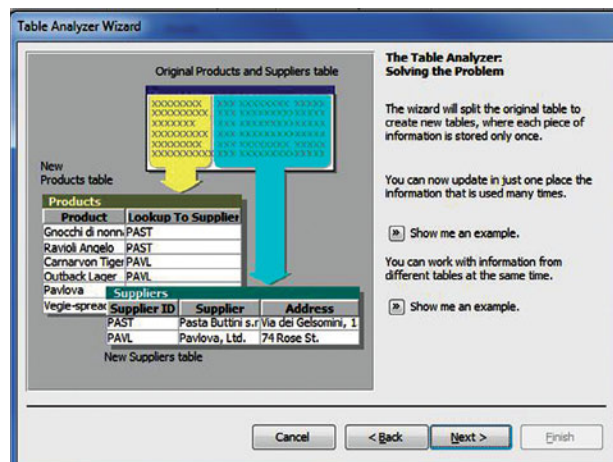 Table Analyzer Wizard
Original Products and Suppliers table
XXXXXXXXX XXX XXXXXXXX XXXXX
New
Products table
Products
Product Lookup To Supplier
Gnocchi di nonn PAST
Ravioli Angelo PAST
Carnarvon Tiger PAVL
Outback Lager PAVL
Pavlova
Vegie-spread
Suppliers
Supplier ID Supplier Address
PAST Pasta Buttini s.r Via dei Gelsomini, 1
PAVL Pavlova, Ltd. 74 Rose St.
New Suppliers table
The Table Analyzer:
Solving the Problem
The wizard will split the original table to
create new tables, where each piece of
information is stored only once.
You can now update in just one place the
information that is used many times.
Show me an example.
You can work with information from
different tables at the same time.
Show me an example.
Cancel
< Back
Next >
Finish